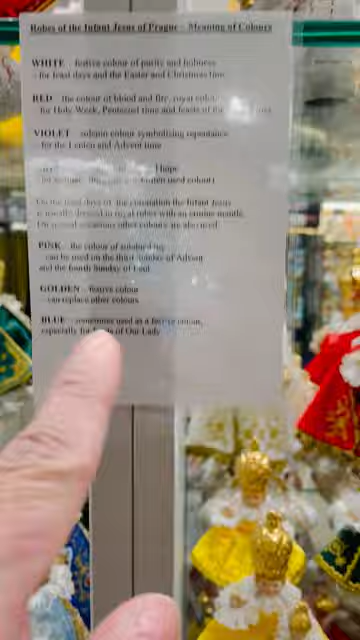 Robes of the Infant Jesus of Prague - Meaning of Colours
WHITE - festive colour of purity and holiness
- for feast days and the Easter and Christmas time
RED - the colour of blood and fire, royal colour
- for Holy Week, Pentecost time and feasts of the
VIOLET - solemn colour symbolising repentance
- for the Lenten and Advent time
Hope
used colour)
On the feast days of the coronation the Infant Jesus
is usually dressed in royal robes with an ermine mantle.
On special occasions other colours are also used
PINK - the colour of subdued joy
- can be used on the third Sunday of Advent
and the fourth Sunday of Lent
GOLDEN - festive colour
- can replace other colours
BLUE - sometimes used as a festive colour,
especially for feasts of Our Lady